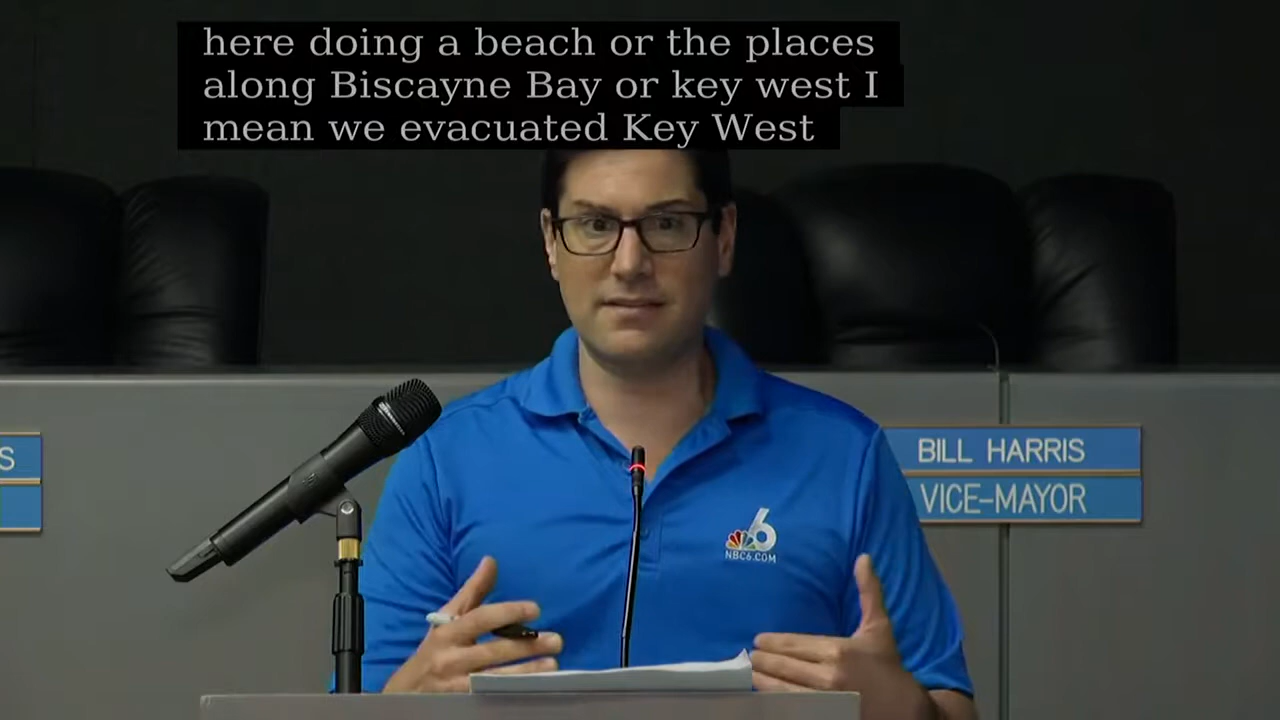 here doing a beach or the places
along Biscayne Bay or key west I
mean we evacuated Key West
S
BILL HARRIS
VICE-MAYOR
6
NBC6.COM